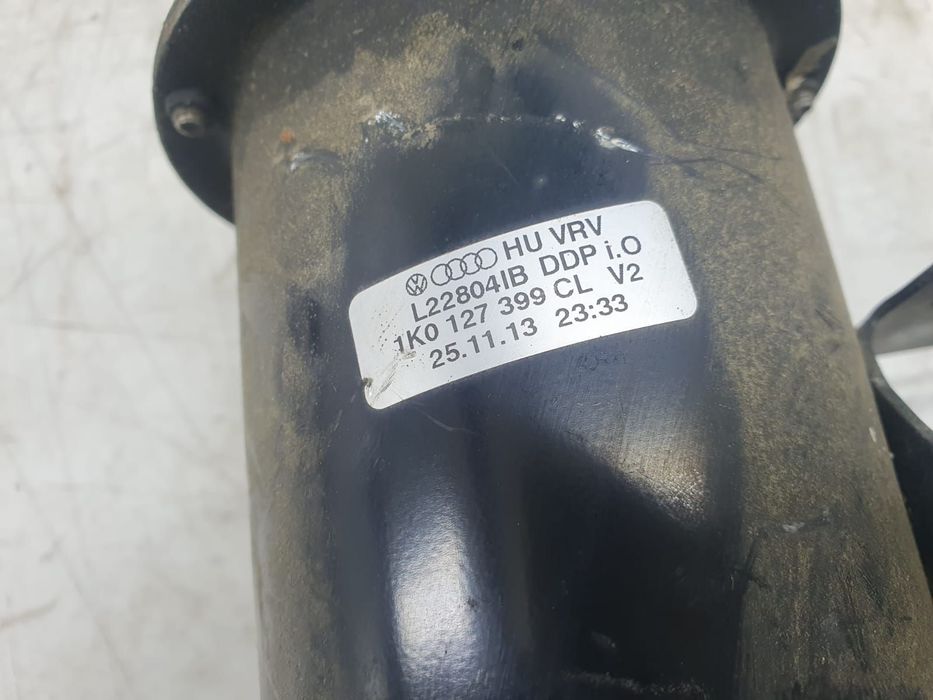 HU VRV
L22804IB DDP i.O
1K0 127 399 CL V2
25.11.13 23:33